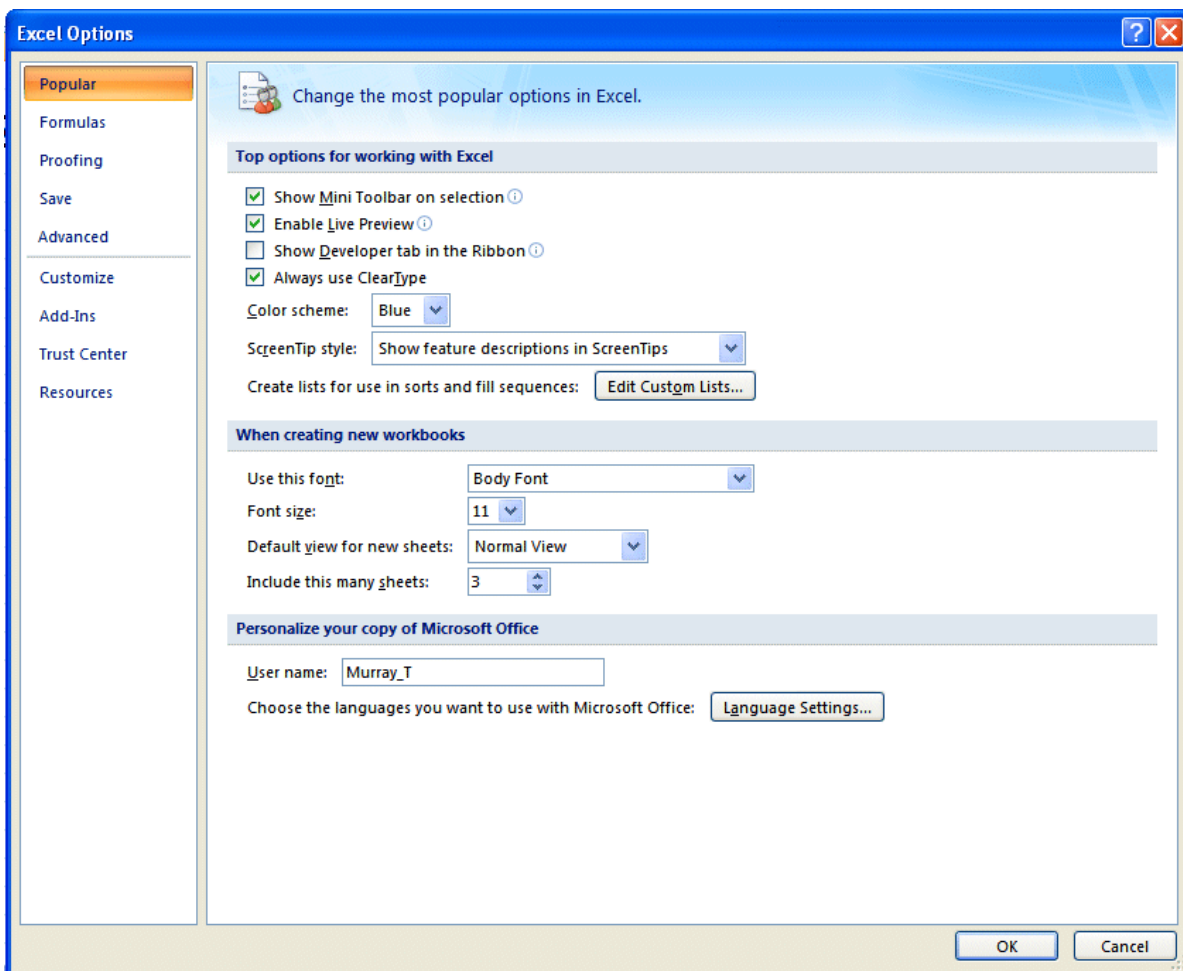 Excel Options
Popular
Formulas
Proofing
Save
Advanced
Customize
Add-Ins
Trust Center
Resources
Change the most popular options in Excel.
Top options for working with Excel
Show Mini Toolbar on selection
Enable Live Preview
Show Developer tab in the Ribbon
Always use ClearType
Color scheme: Blue
ScreenTip style: Show feature descriptions in ScreenTips
Create lists for use in sorts and fill sequences: Edit Custom Lists...
When creating new workbooks
Use this font: Body Font
Font size: 11
Default view for new sheets: Normal View
Include this many sheets: 3
Personalize your copy of Microsoft Office
User name: Murray_T
Choose the languages you want to use with Microsoft Office: Language Settings...
OK Cancel